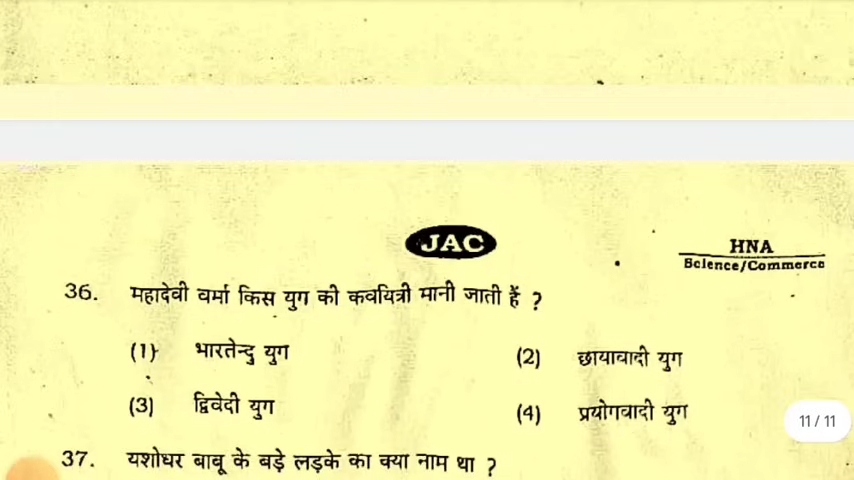 JAC
HNA
Science/Commerce
36. महादेवी वर्मा किस युग की कवयित्री मानी जाती हैं ?
(1) भारतेन्दु युग
(2) छायावादी युग
(3) द्विवेदी युग
(4) प्रयोगवादी युग
11 / 11
37. यशोधर बाबू के बड़े लड़के का क्या नाम था ?